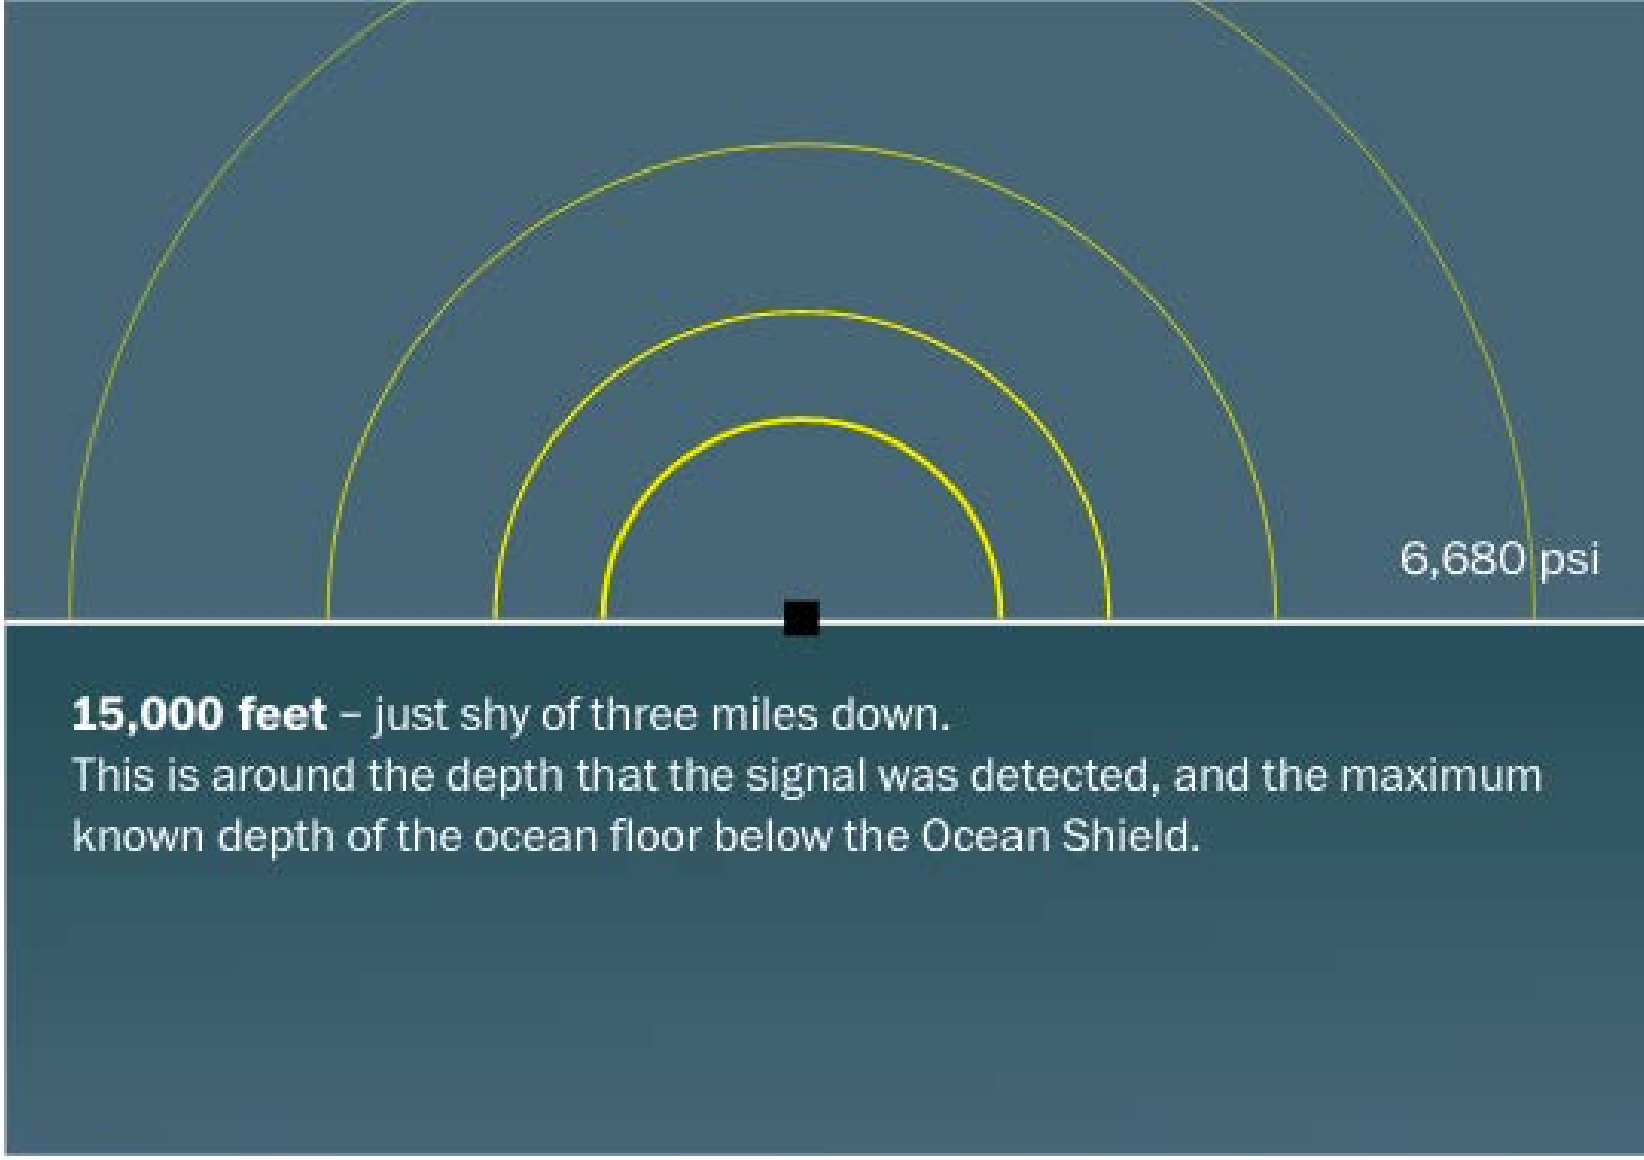 6,680 psi
15,000 feet – just shy of three miles down.
This is around the depth that the signal was detected, and the maximum
known depth of the ocean floor below the Ocean Shield.